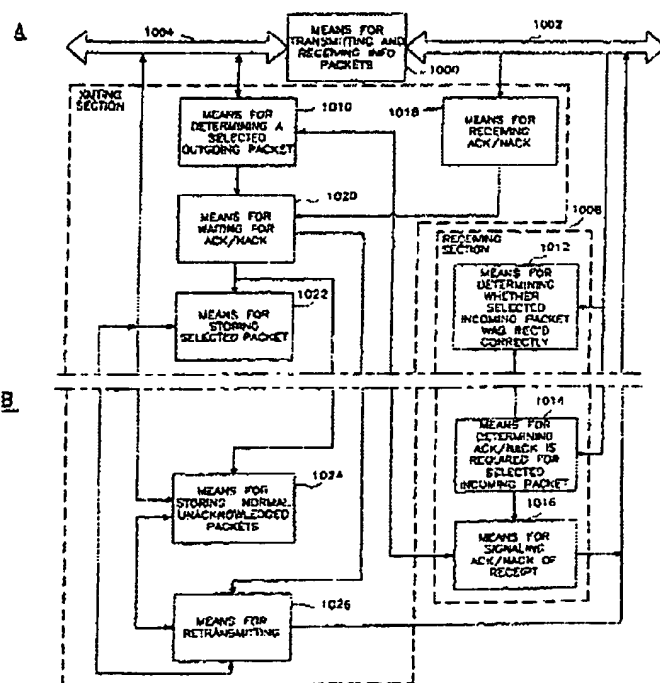 A
1004
MEANS FOR
TRANSMITTING AND
RECEIVING INFO
PACKETS
1002
1000
XMITING
SECTION
1010
MEANS FOR
DETERMINING A
SELECTED
OUTGOING PACKET
1018
MEANS FOR
RECEIVING
ACK/NACK
1020
MEANS FOR
WAITING FOR
ACK/NACK
1008
RECEIVING
SECTION
1012
MEANS FOR
DETERMINING
WHETHER
SELECTED
INCOMING PACKET
WAS REC'D
CORRECTLY
1022
MEANS FOR
STORING
SELECTED PACKET
B
1014
MEANS FOR
DETERMINING
ACK/NACK IS
REQUIRED FOR
SELECTED
INCOMING PACKET
1024
MEANS FOR
STORING NORMAL
UNACKNOWLEDGED
PACKETS
1016
MEANS FOR
SIGNALING
ACK/NACK OF
RECEIPT
1026
MEANS FOR
RETRANSMITTING